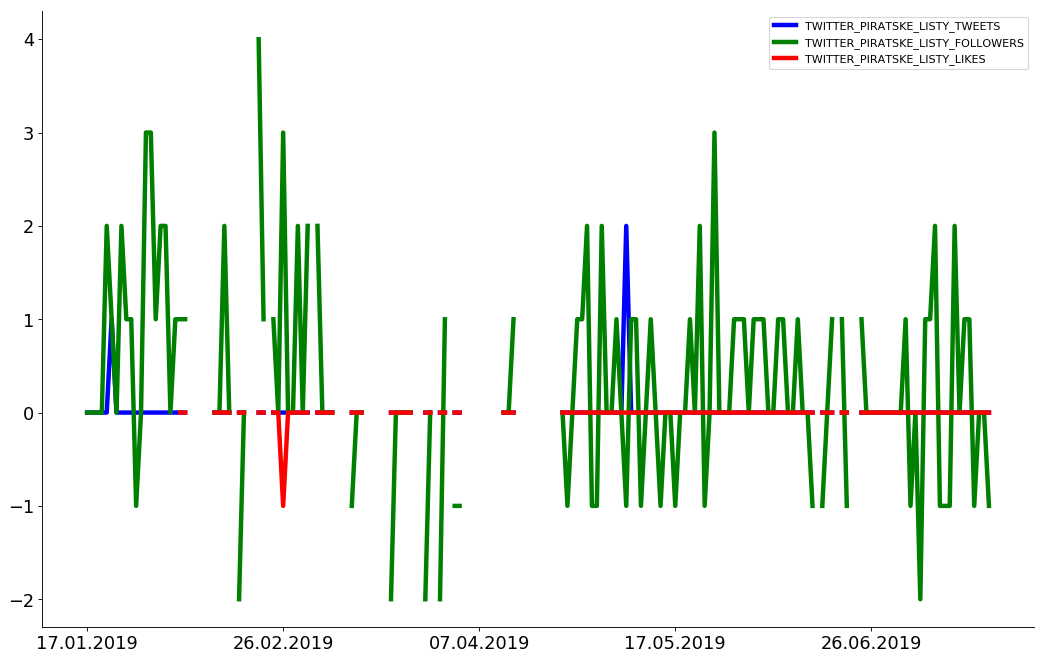 TWITTER_PIRATSKE_LISTY_TWEETS
TWITTER_PIRATSKE_LISTY_FOLLOWERS
TWITTER_PIRATSKE_LISTY_LIKES
4
3
2
1
0
−1
−2
17.01.2019 26.02.2019 07.04.2019 17.05.2019 26.06.2019